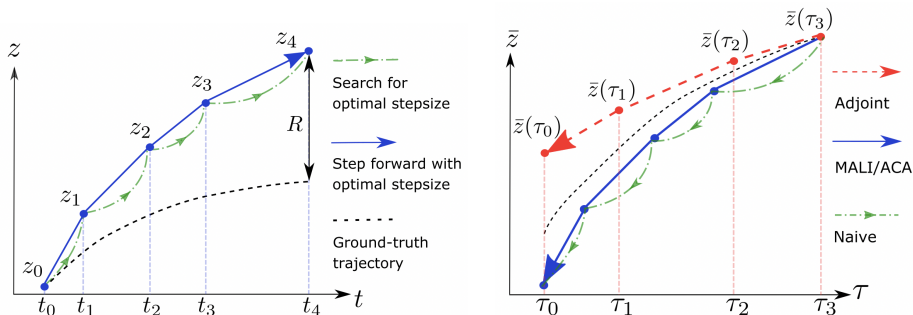 z
z₀
z₁
z₂
z₃
z₄
R
t₀
t₁
t₂
t₃
t₄
t
Search for
optimal stepsize
Step forward with
optimal stepsize
Ground-truth
trajectory
z̄
z̄(τ₀)
z̄(τ₁)
z̄(τ₂)
z̄(τ₃)
τ₀
τ₁
τ₂
τ₃
τ
Adjoint
MALI/ACA
Naive